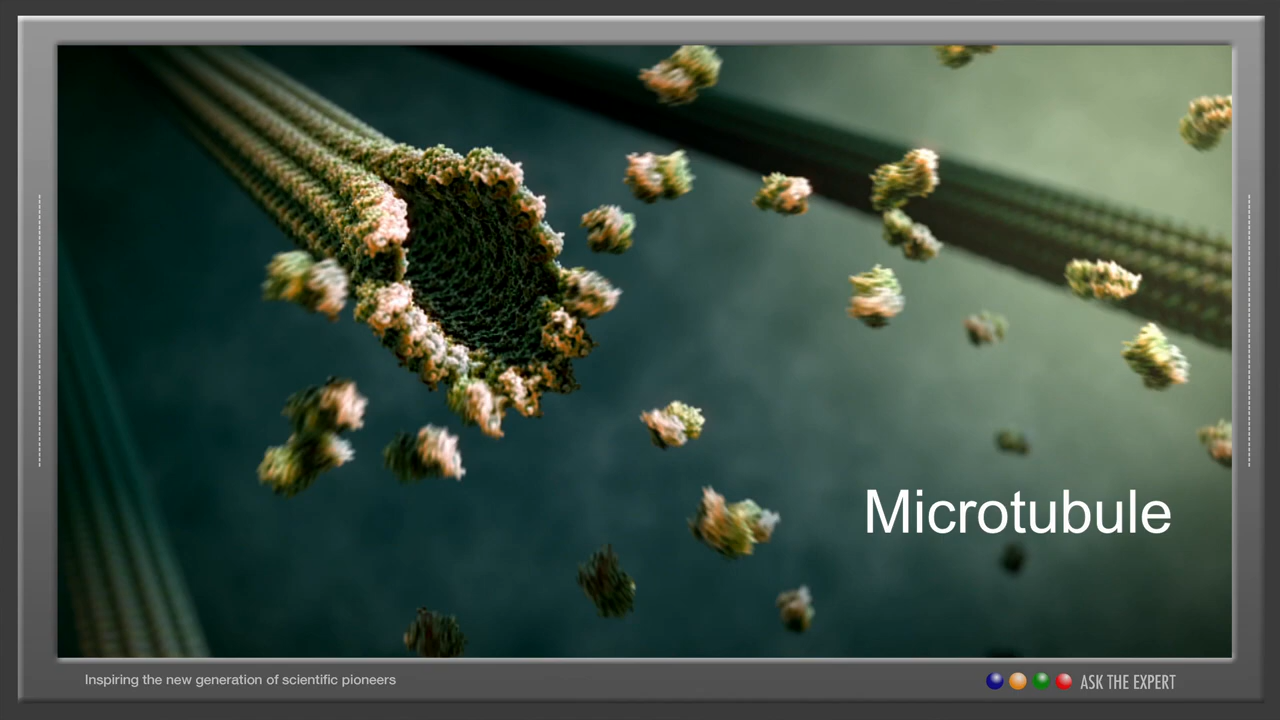 Microtubule
Inspiring the new generation of scientific pioneers
ASK THE EXPERT